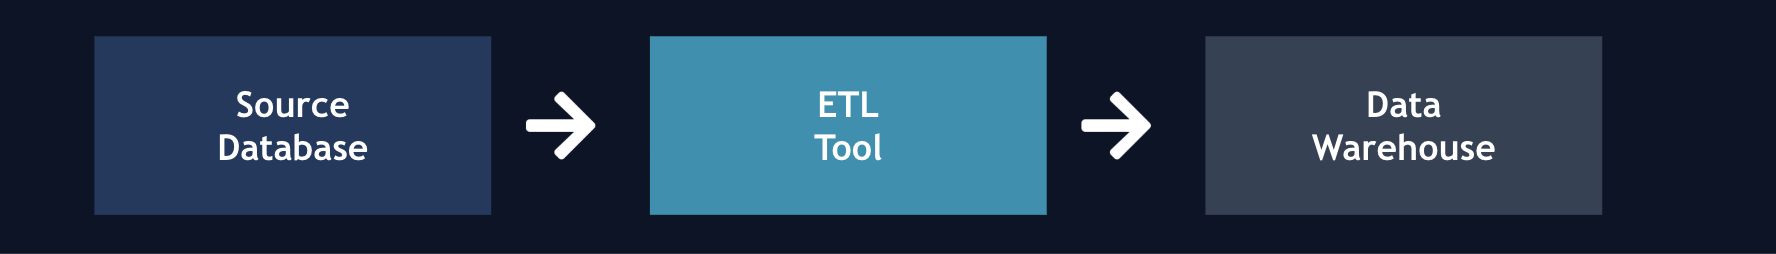 Source
Database
ETL
Tool
Data
Warehouse